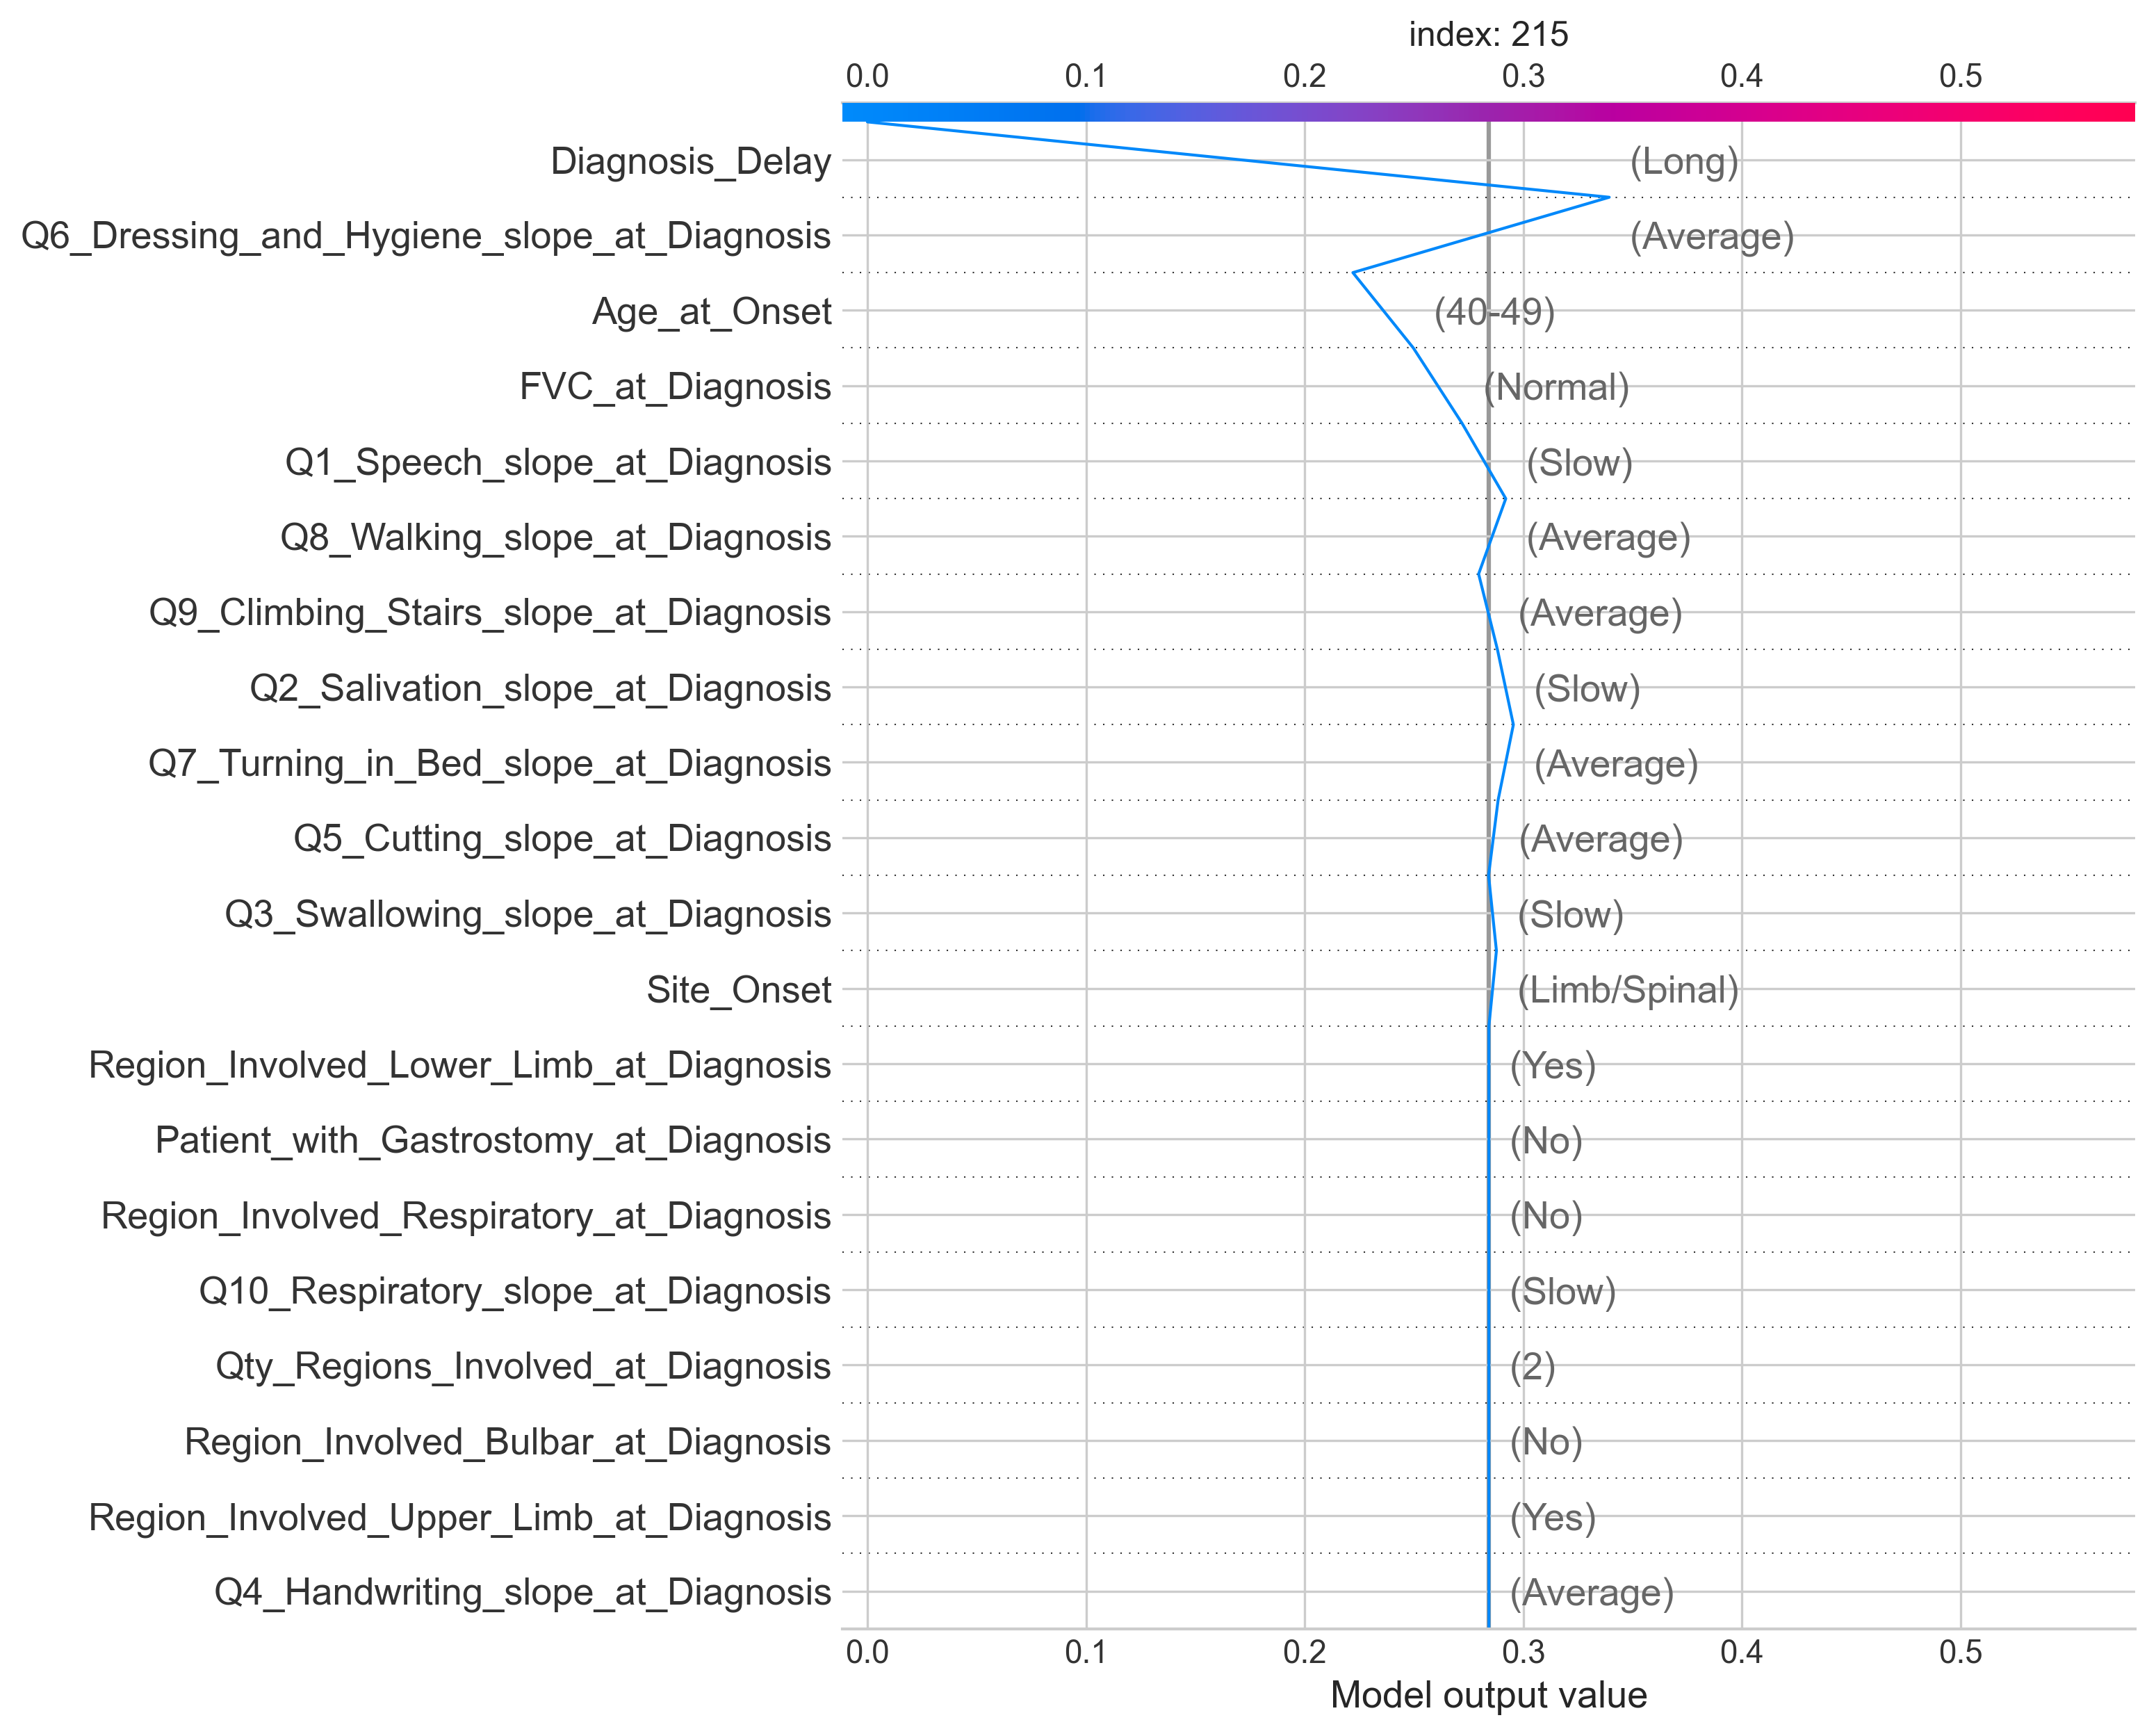 index: 215
0.0 0.1 0.2 0.3 0.4 0.5
Diagnosis_Delay (Long)
Q6_Dressing_and_Hygiene_slope_at_Diagnosis (Average)
Age_at_Onset (40-49)
FVC_at_Diagnosis (Normal)
Q1_Speech_slope_at_Diagnosis (Slow)
Q8_Walking_slope_at_Diagnosis (Average)
Q9_Climbing_Stairs_slope_at_Diagnosis (Average)
Q2_Salivation_slope_at_Diagnosis (Slow)
Q7_Turning_in_Bed_slope_at_Diagnosis (Average)
Q5_Cutting_slope_at_Diagnosis (Average)
Q3_Swallowing_slope_at_Diagnosis (Slow)
Site_Onset (Limb/Spinal)
Region_Involved_Lower_Limb_at_Diagnosis (Yes)
Patient_with_Gastrostomy_at_Diagnosis (No)
Region_Involved_Respiratory_at_Diagnosis (No)
Q10_Respiratory_slope_at_Diagnosis (Slow)
Qty_Regions_Involved_at_Diagnosis (2)
Region_Involved_Bulbar_at_Diagnosis (No)
Region_Involved_Upper_Limb_at_Diagnosis (Yes)
Q4_Handwriting_slope_at_Diagnosis (Average)
0.0 0.1 0.2 0.3 0.4 0.5
Model output value